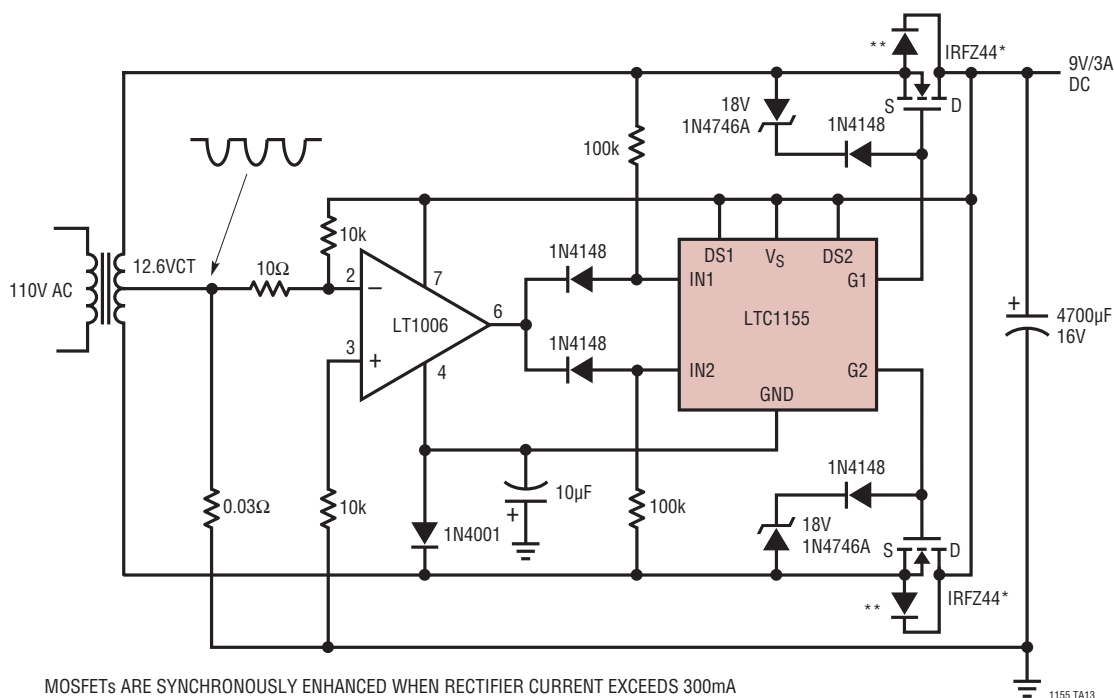 **
IRFZ44*
9V/3A
DC
S
D
18V
1N4746A
1N4148
100k
10k
12.6VCT
110V AC
10Ω
2
–
7
LT1006
6
3
+
4
1N4148
1N4148
DS1
VS
DS2
IN1
G1
LTC1155
IN2
G2
GND
+
4700µF
16V
0.03Ω
10k
1N4001
10µF
+
100k
1N4148
18V
1N4746A
S
D
**
IRFZ44*
MOSFETs ARE SYNCHRONOUSLY ENHANCED WHEN RECTIFIER CURRENT EXCEEDS 300mA
1155 TA13